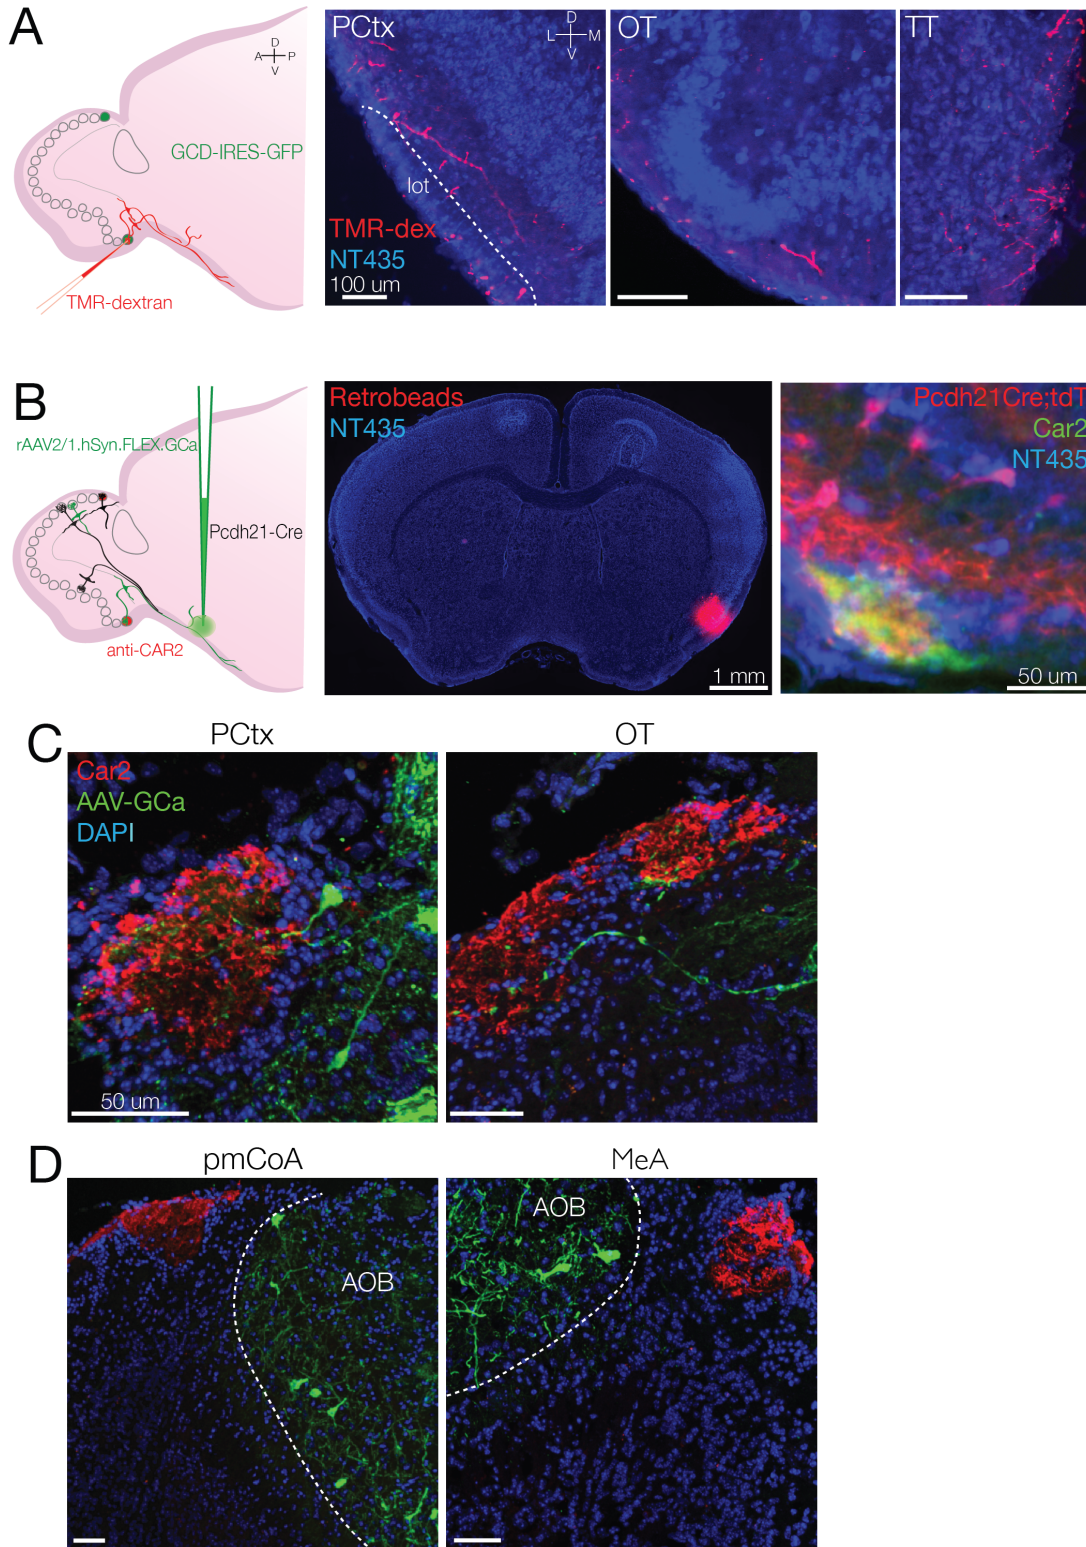 A
D
A P
V
GCD-IRES-GFP
TMR-dextran
PCtx
D
L M
V
lot
TMR-dex
NT435
100 um
OT
TT
B
rAAV2/1.hSyn.FLEX.GCa
Pcdh21-Cre
anti-CAR2
Retrobeads
NT435
1 mm
Pcdh21Cre;tdT
Car2
NT435
50 um
C
PCtx
OT
Car2
AAV-GCa
DAPI
50 um
D
pmCoA
MeA
AOB
AOB